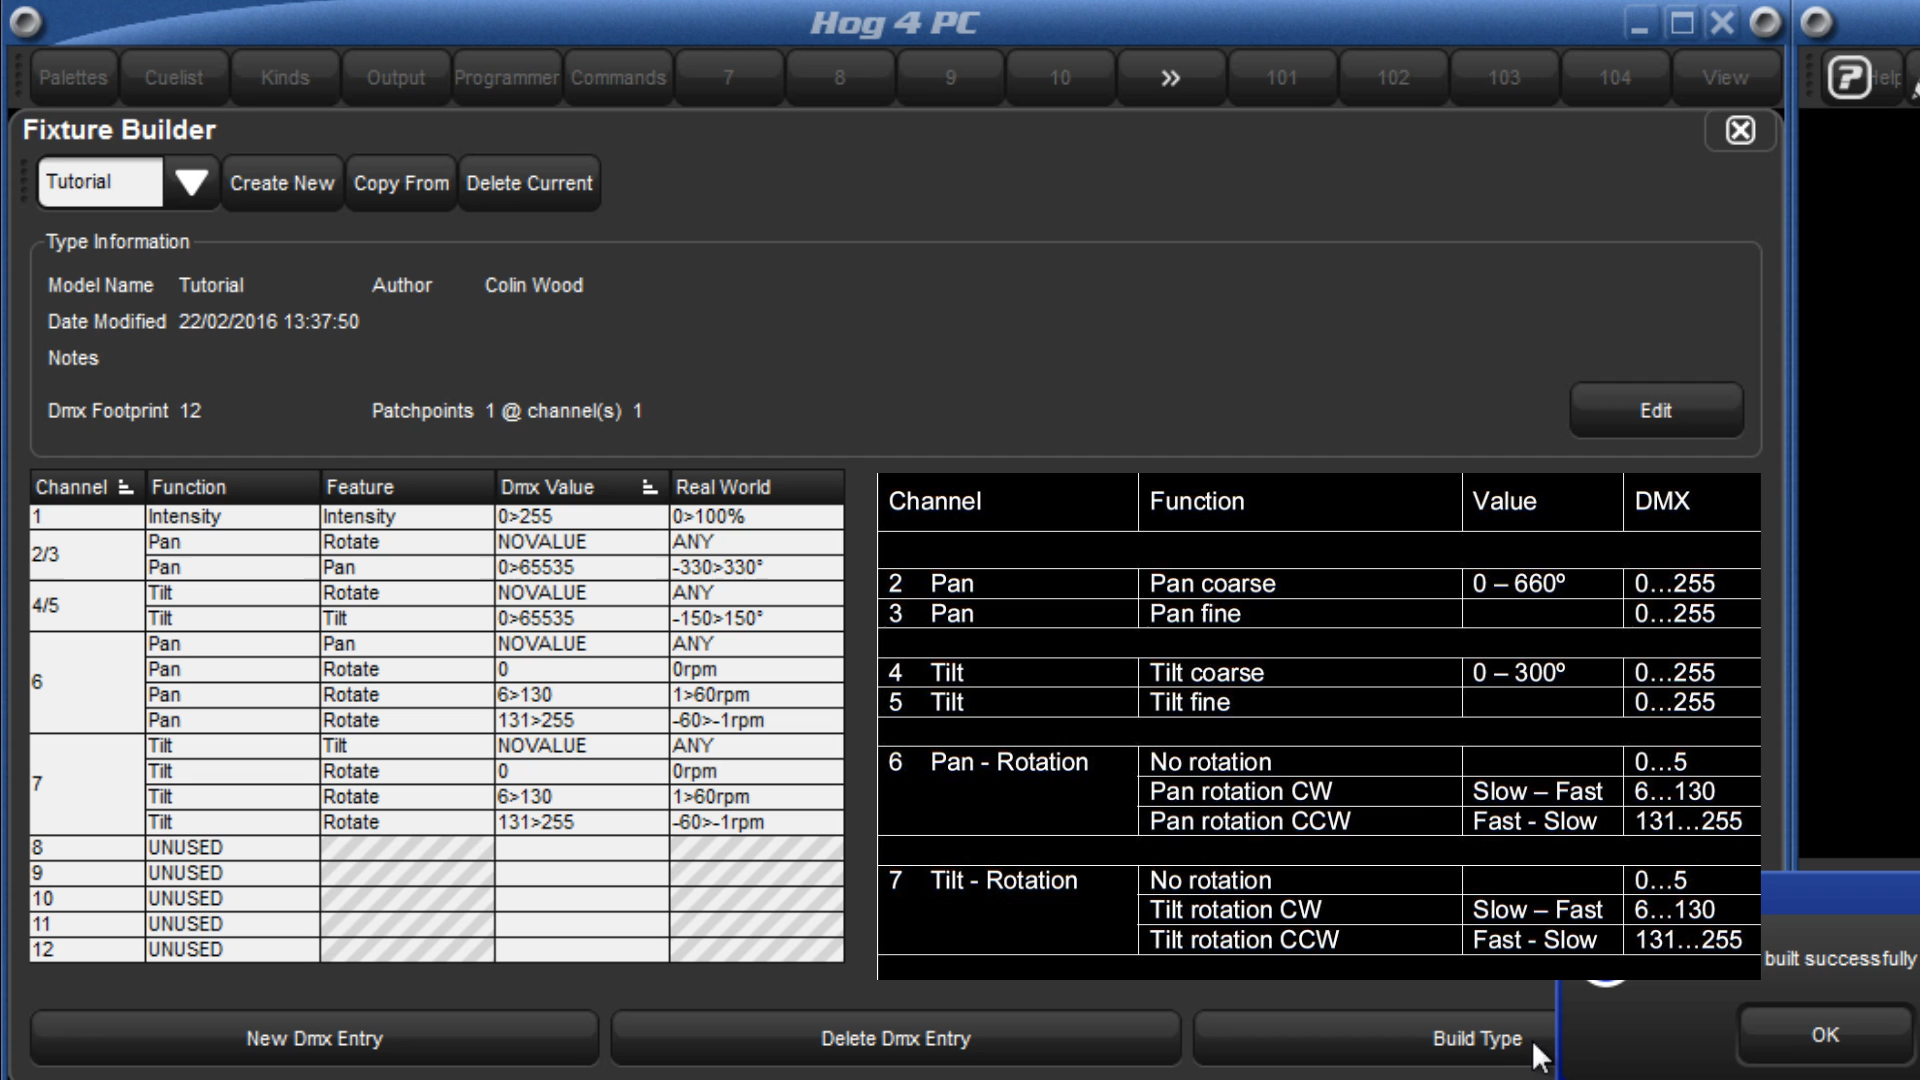 Hog 4 PC
Palettes Cuelist Kinds Output Programmer Commands 7 8 9 10 » 101 102 103 104 View Help
Fixture Builder
Tutorial Create New Copy From Delete Current
Type Information
Model Name Tutorial Author Colin Wood
Date Modified 22/02/2016 13:37:50
Notes
Dmx Footprint 12 Patchpoints 1 @ channel(s) 1
Edit
Channel Function Feature Dmx Value Real World
1 Intensity Intensity 0>255 0>100%
2/3 Pan Rotate NOVALUE ANY
Pan Pan 0>65535 -330>330°
4/5 Tilt Rotate NOVALUE ANY
Tilt Tilt 0>65535 -150>150°
6 Pan Pan NOVALUE ANY
Pan Rotate 0 0rpm
Pan Rotate 6>130 1>60rpm
Pan Rotate 131>255 -60>-1rpm
7 Tilt Tilt NOVALUE ANY
Tilt Rotate 0 0rpm
Tilt Rotate 6>130 1>60rpm
Tilt Rotate 131>255 -60>-1rpm
8 UNUSED
9 UNUSED
10 UNUSED
11 UNUSED
12 UNUSED
Channel Function Value DMX
2 Pan Pan coarse 0 – 660º 0…255
3 Pan Pan fine 0…255
4 Tilt Tilt coarse 0 – 300º 0…255
5 Tilt Tilt fine 0…255
6 Pan - Rotation No rotation 0…5
Pan rotation CW Slow – Fast 6…130
Pan rotation CCW Fast - Slow 131…255
7 Tilt - Rotation No rotation 0…5
Tilt rotation CW Slow – Fast 6…130
Tilt rotation CCW Fast - Slow 131…255
built successfully
New Dmx Entry Delete Dmx Entry Build Type OK